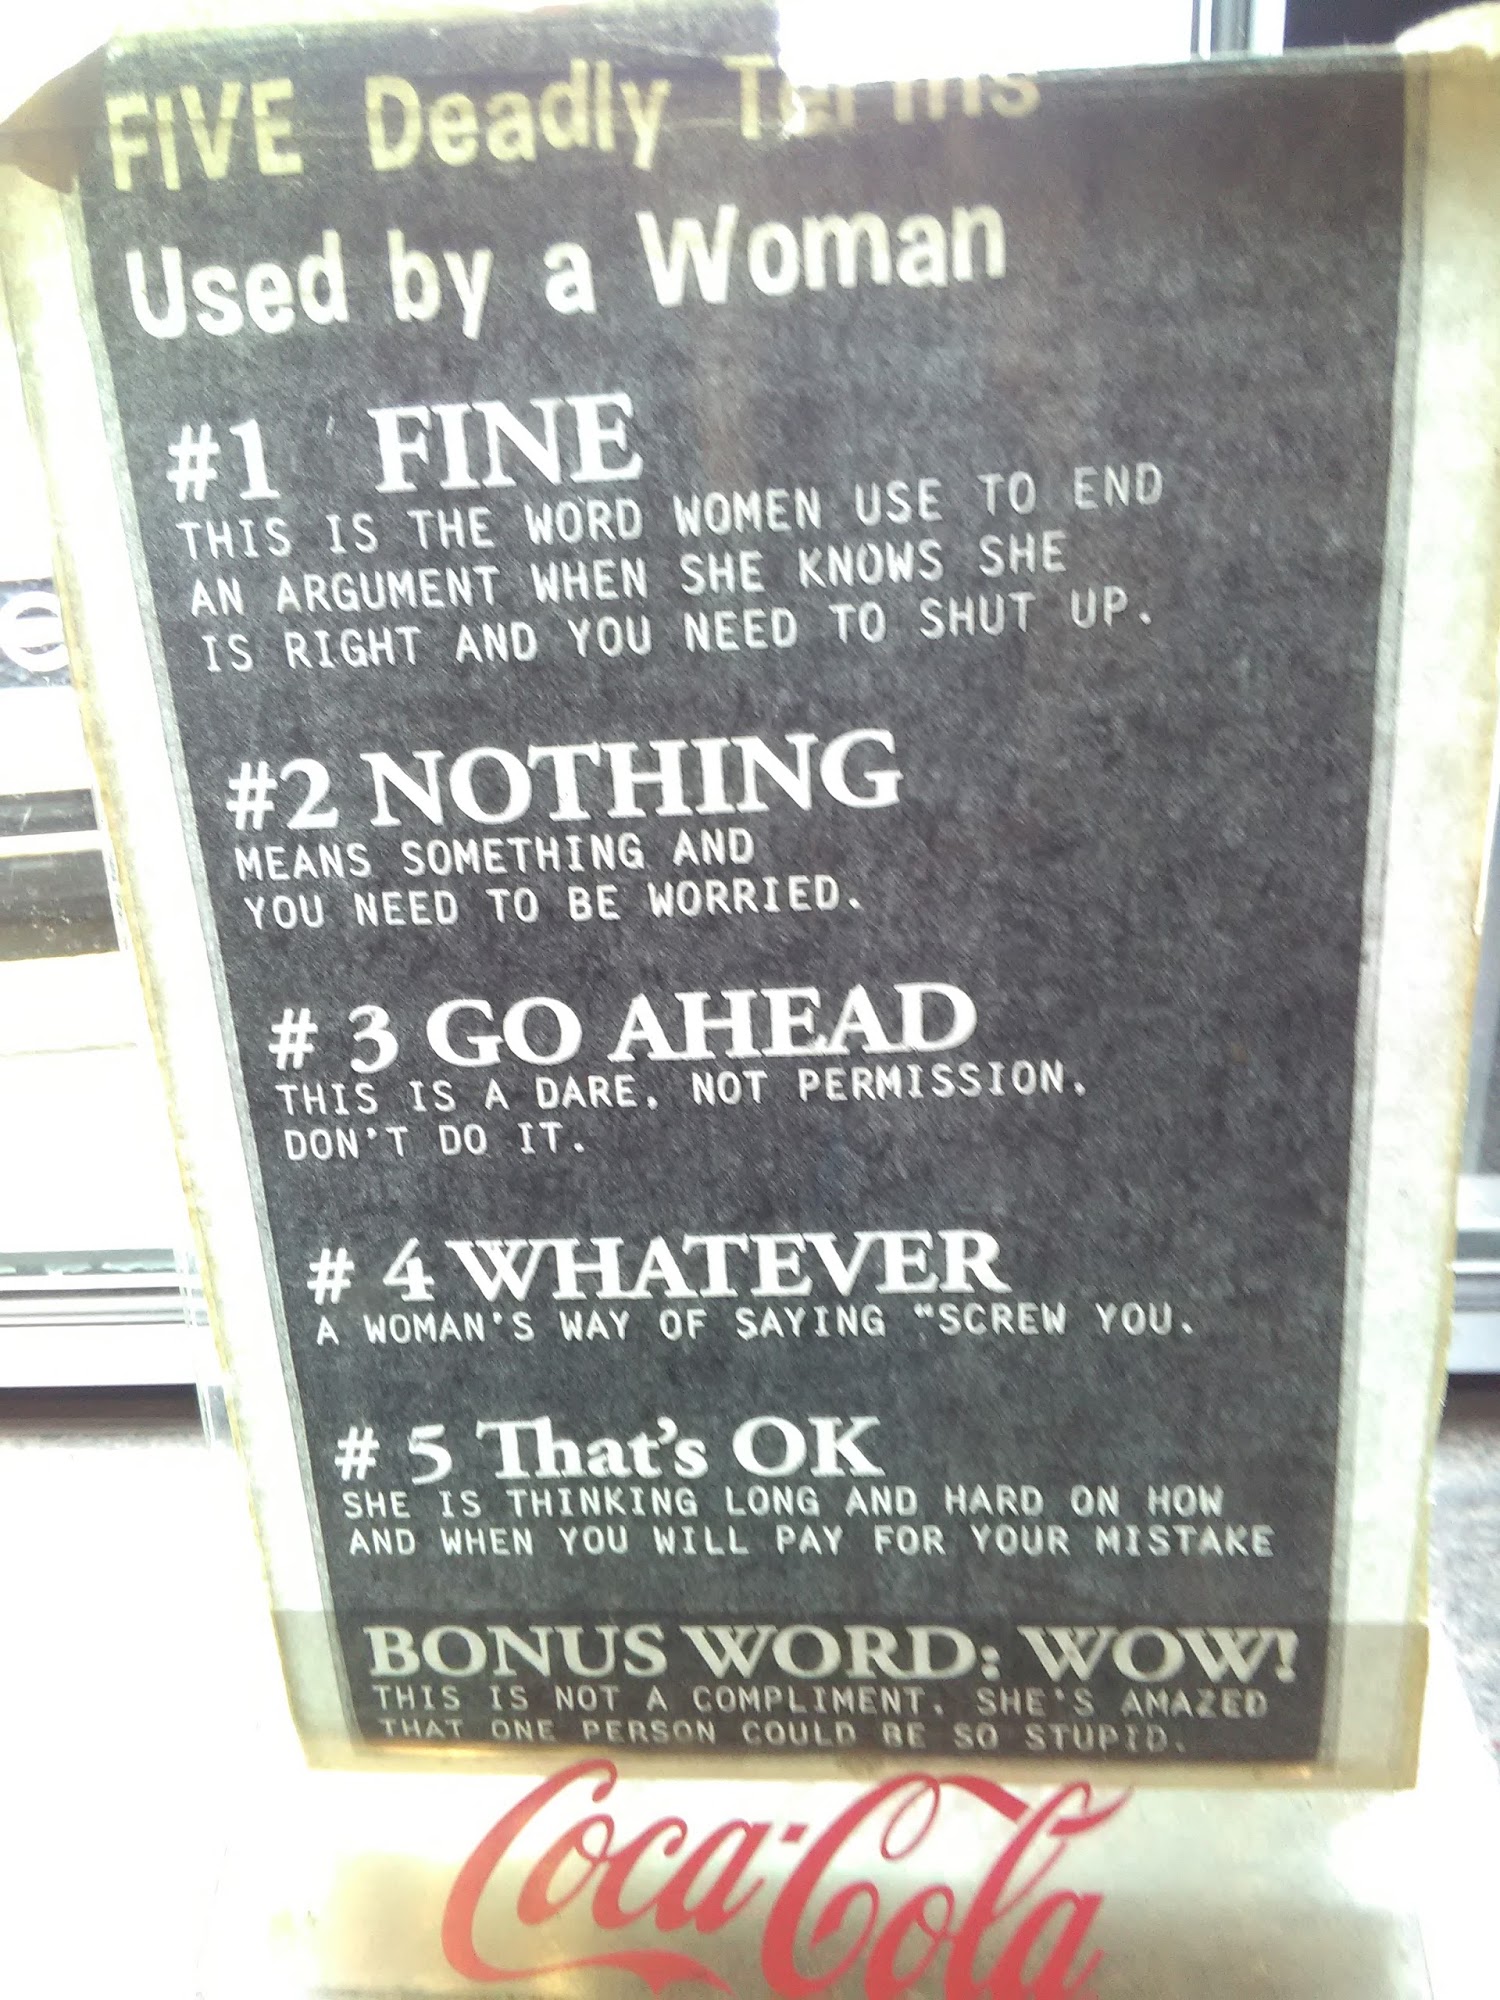 FIVE Deadly Terms
Used by a Woman
#1 FINE
THIS IS THE WORD WOMEN USE TO END
AN ARGUMENT WHEN SHE KNOWS SHE
IS RIGHT AND YOU NEED TO SHUT UP.
#2 NOTHING
MEANS SOMETHING AND
YOU NEED TO BE WORRIED.
# 3 GO AHEAD
THIS IS A DARE, NOT PERMISSION.
DON'T DO IT.
# 4 WHATEVER
A WOMAN'S WAY OF SAYING "SCREW YOU.
# 5 That's OK
SHE IS THINKING LONG AND HARD ON HOW
AND WHEN YOU WILL PAY FOR YOUR MISTAKE
BONUS WORD: WOW!
THIS IS NOT A COMPLIMENT. SHE'S AMAZED
THAT ONE PERSON COULD BE SO STUPID.
Coca-Cola